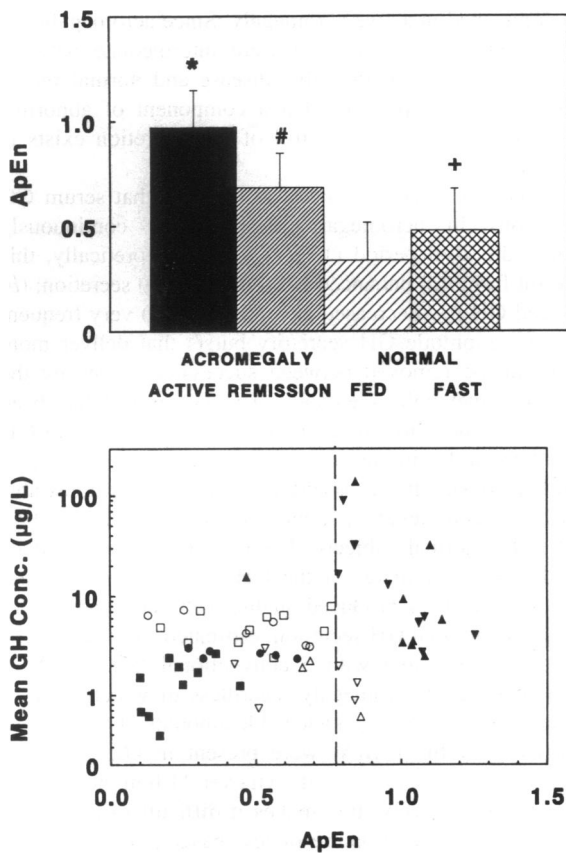 1.5
1.0
0.5
0
ApEn
*
#
+
ACROMEGALY NORMAL
ACTIVE REMISSION FED FAST
100
10
1
0
Mean GH Conc. (µg/L)
0.0 0.5 1.0 1.5
ApEn